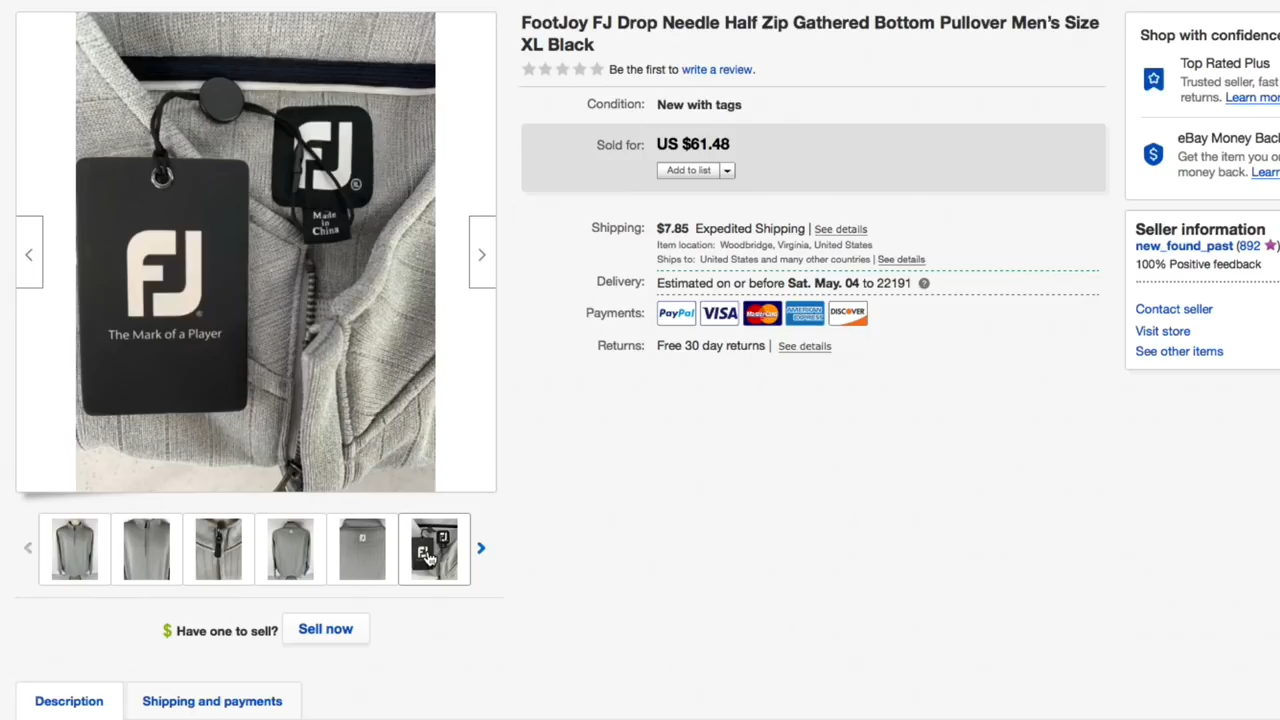 FootJoy FJ Drop Needle Half Zip Gathered Bottom Pullover Men's Size
XL Black
Be the first to write a review.
Condition: New with tags
Sold for: US $61.48
Add to list
Shipping: $7.85 Expedited Shipping | See details
Item location: Woodbridge, Virginia, United States
Ships to: United States and many other countries | See details
Delivery: Estimated on or before Sat. May. 04 to 22191 ?
Payments: PayPal VISA MasterCard AMERICAN EXPRESS DISCOVER
Returns: Free 30 day returns | See details
Shop with confidence
Top Rated Plus
Trusted seller, fast
returns. Learn mor
eBay Money Back
Get the item you o
money back. Learn
Seller information
new_found_past (892 )
100% Positive feedback
Contact seller
Visit store
See other items
FJ
The Mark of a Player
FJ
Made
in
China
$ Have one to sell? Sell now
Description
Shipping and payments